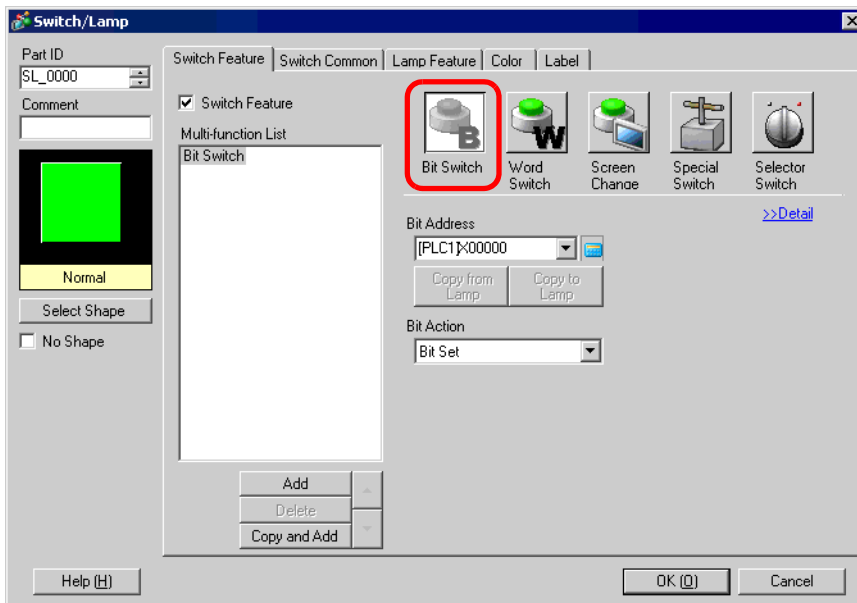 Switch/Lamp
Part ID
SL_0000
Comment
Normal
Select Shape
No Shape
Switch Feature
Switch Common
Lamp Feature
Color
Label
Switch Feature
Multi-function List
Bit Switch
Add
Delete
Copy and Add
B
Bit Switch
W
Word
Switch
Screen
Change
Special
Switch
Selector
Switch
>>Detail
Bit Address
[PLC1]X00000
Copy from
Lamp
Copy to
Lamp
Bit Action
Bit Set
Help (H)
OK (O)
Cancel